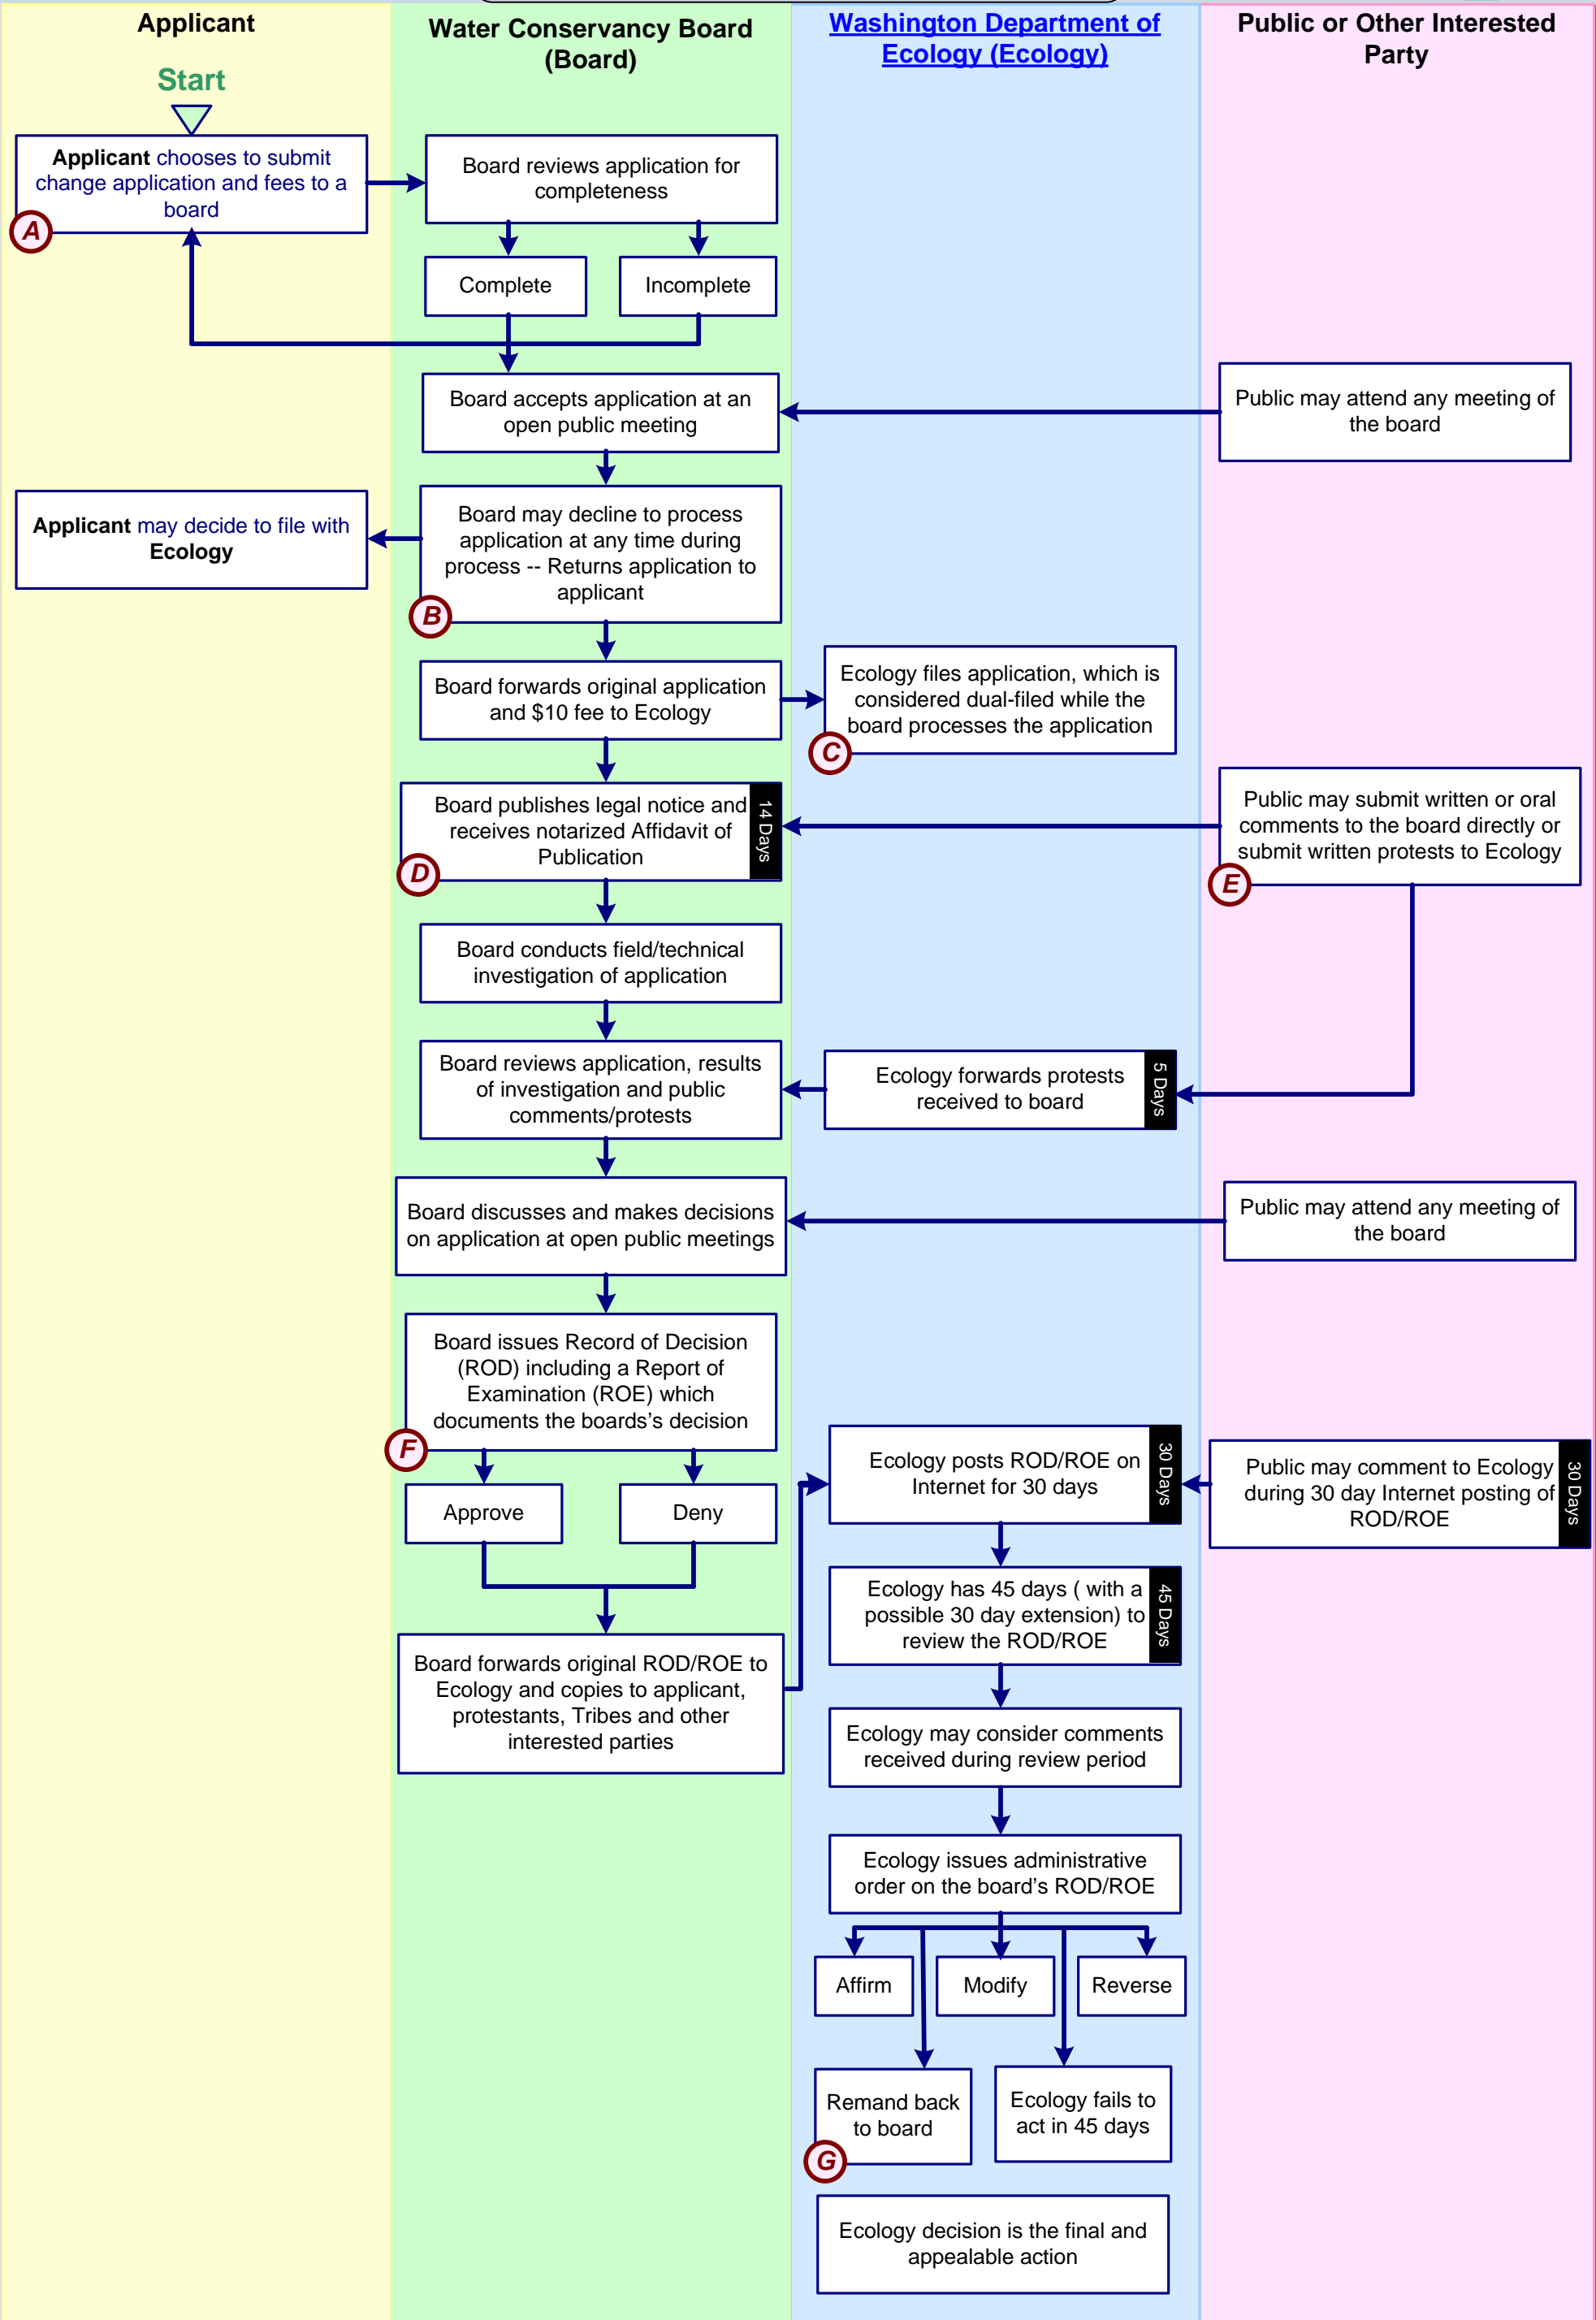 Applicant
Water Conservancy Board
(Board)
Washington Department of
Ecology (Ecology)
Public or Other Interested
Party
Start
Applicant chooses to submit
change application and fees to a
board
A
Board reviews application for
completeness
Complete
Incomplete
Board accepts application at an
open public meeting
Public may attend any meeting of
the board
Applicant may decide to file with
Ecology
Board may decline to process
application at any time during
process -- Returns application to
applicant
B
Board forwards original application
and $10 fee to Ecology
Ecology files application, which is
considered dual-filed while the
board processes the application
C
Board publishes legal notice and
receives notarized Affidavit of
Publication
14 Days
D
Public may submit written or oral
comments to the board directly or
submit written protests to Ecology
E
Board conducts field/technical
investigation of application
Board reviews application, results
of investigation and public
comments/protests
Ecology forwards protests
received to board
5 Days
Board discusses and makes decisions
on application at open public meetings
Public may attend any meeting of
the board
Board issues Record of Decision
(ROD) including a Report of
Examination (ROE) which
documents the boards's decision
F
Approve
Deny
Ecology posts ROD/ROE on
Internet for 30 days
30 Days
Public may comment to Ecology
during 30 day Internet posting of
ROD/ROE
30 Days
Ecology has 45 days ( with a
possible 30 day extension) to
review the ROD/ROE
45 Days
Board forwards original ROD/ROE to
Ecology and copies to applicant,
protestants, Tribes and other
interested parties
Ecology may consider comments
received during review period
Ecology issues administrative
order on the board's ROD/ROE
Affirm
Modify
Reverse
Remand back
to board
G
Ecology fails to
act in 45 days
Ecology decision is the final and
appealable action